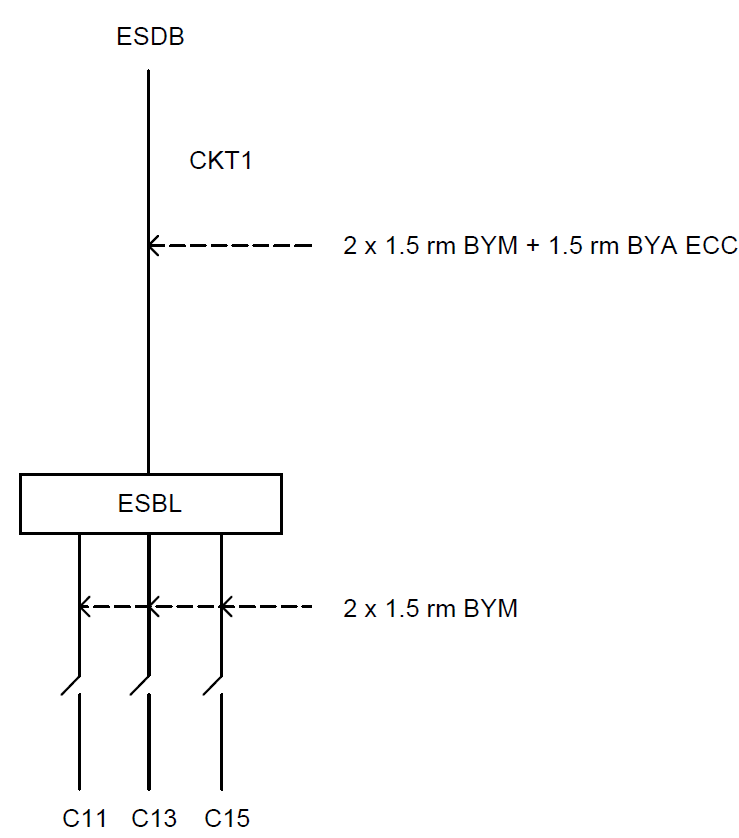 ESDB
CKT1
2 x 1.5 rm BYM + 1.5 rm BYA ECC
ESBL
2 x 1.5 rm BYM
C11 C13 C15